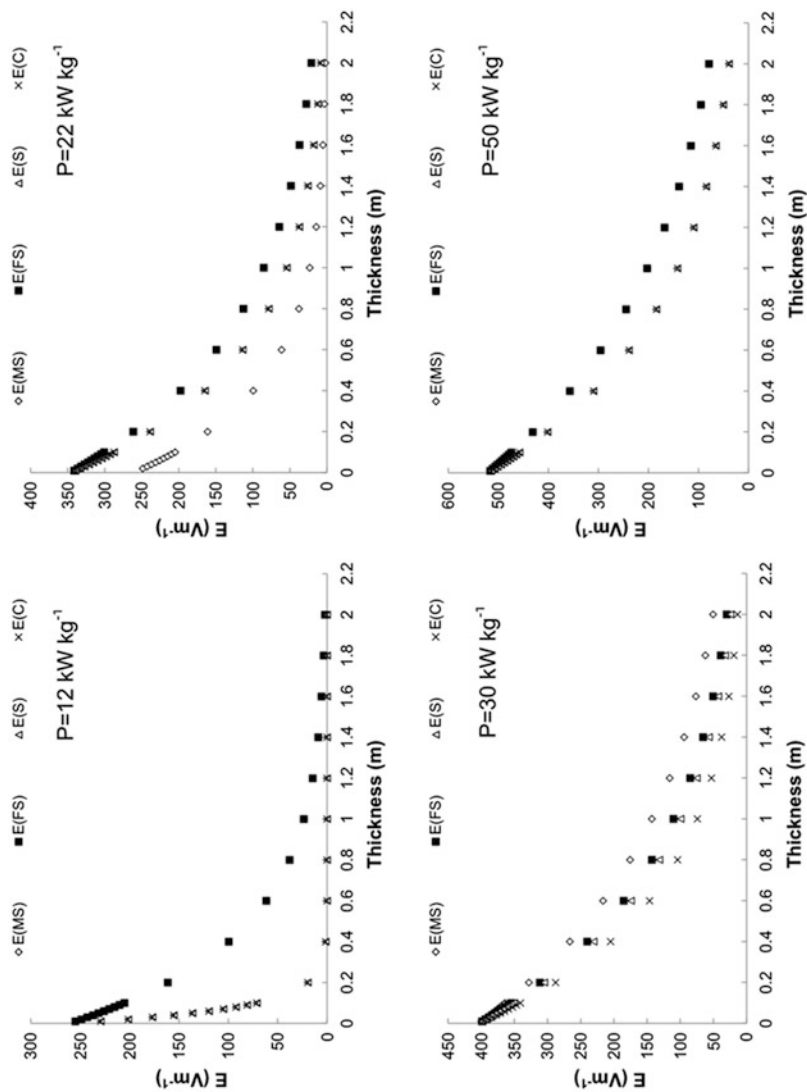 E(MS) E(FS) E(S) E(C)
P=12 kW kg⁻¹
300
250
200
150
100
50
0
E (Vm⁻¹)
0 0.2 0.4 0.6 0.8 1 1.2 1.4 1.6 1.8 2 2.2
Thickness (m)
E(MS) E(FS) E(S) E(C)
P=22 kW kg⁻¹
400
350
300
250
200
150
100
50
0
E (Vm⁻¹)
0 0.2 0.4 0.6 0.8 1 1.2 1.4 1.6 1.8 2 2.2
Thickness (m)
E(MS) E(FS) E(S) E(C)
P=30 kW kg⁻¹
450
400
350
300
250
200
150
100
50
0
E (Vm⁻¹)
0 0.2 0.4 0.6 0.8 1 1.2 1.4 1.6 1.8 2 2.2
Thickness (m)
E(MS) E(FS) E(S) E(C)
P=50 kW kg⁻¹
600
500
400
300
200
100
0
E (Vm⁻¹)
0 0.2 0.4 0.6 0.8 1 1.2 1.4 1.6 1.8 2 2.2
Thickness (m)